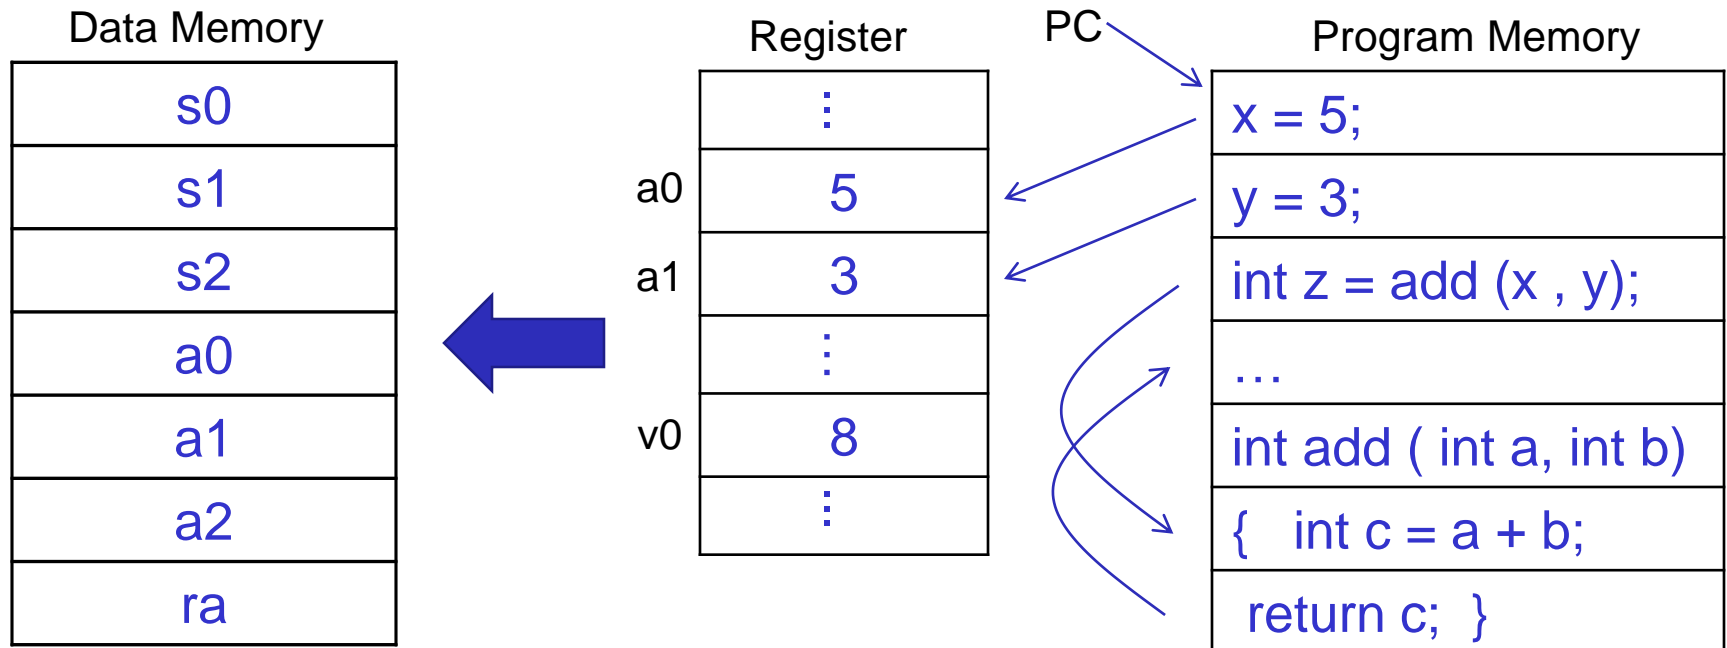 Data Memory
s0
s1
s2
a0
a1
a2
ra
Register
⋮
a0 5
a1 3
⋮
v0 8
⋮
PC
Program Memory
x = 5;
y = 3;
int z = add (x , y);
…
int add ( int a, int b)
{ int c = a + b;
return c; }